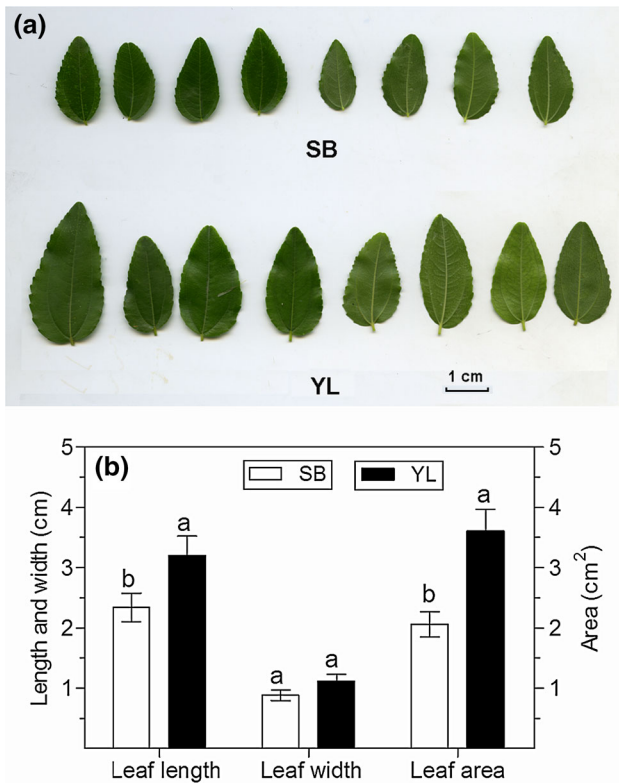 (a)
SB
YL
1 cm
(b)
SB YL
Length and width (cm)
Area (cm²)
5 5
4 4
3 3
2 2
1 1
b a a a b a
Leaf length Leaf width Leaf area